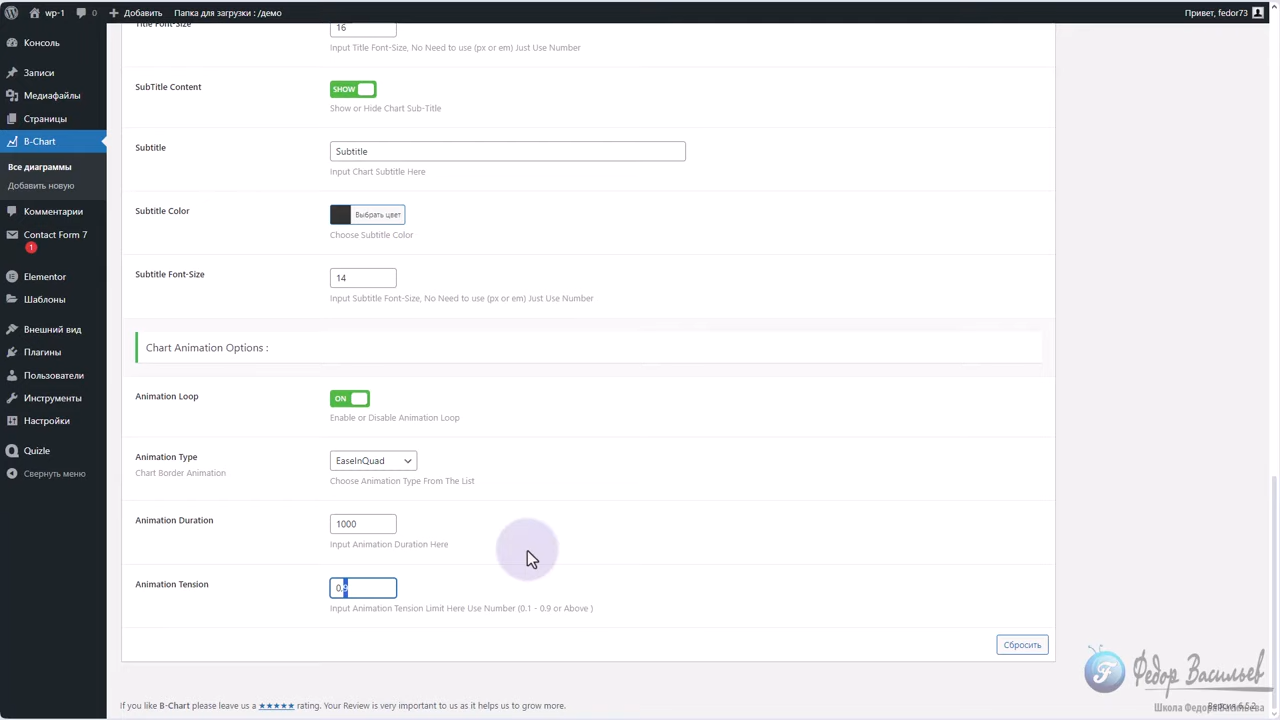 wp-1
0
Добавить
Папка для загрузки : /демо
Привет, fedor73
Консоль
Записи
Медиафайлы
Страницы
B-Chart
Все диаграммы
Добавить новую
Комментарии
Contact Form 7
1
Elementor
Шаблоны
Внешний вид
Плагины
Пользователи
Инструменты
Настройки
Quizle
Свернуть меню
Title Font-Size
16
Input Title Font-Size, No Need to use (px or em) Just Use Number
SubTitle Content
SHOW
Show or Hide Chart Sub-Title
Subtitle
Subtitle
Input Chart Subtitle Here
Subtitle Color
Выбрать цвет
Choose Subtitle Color
Subtitle Font-Size
14
Input Subtitle Font-Size, No Need to use (px or em) Just Use Number
Chart Animation Options :
Animation Loop
ON
Enable or Disable Animation Loop
Animation Type
Chart Border Animation
EaseInQuad
Choose Animation Type From The List
Animation Duration
1000
Input Animation Duration Here
Animation Tension
0,9
Input Animation Tension Limit Here Use Number (0.1 - 0.9 or Above )
Сбросить
If you like B-Chart please leave us a ★★★★★ rating. Your Review is very important to us as it helps us to grow more.
Федор Васильев
Школа Федора Васильева
Версия 6.5.2